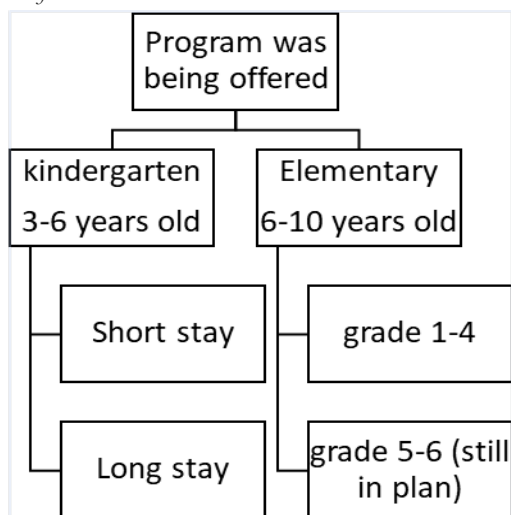 Program was
being offered
kindergarten
3-6 years old
Elementary
6-10 years old
Short stay
grade 1-4
Long stay
grade 5-6 (still
in plan)